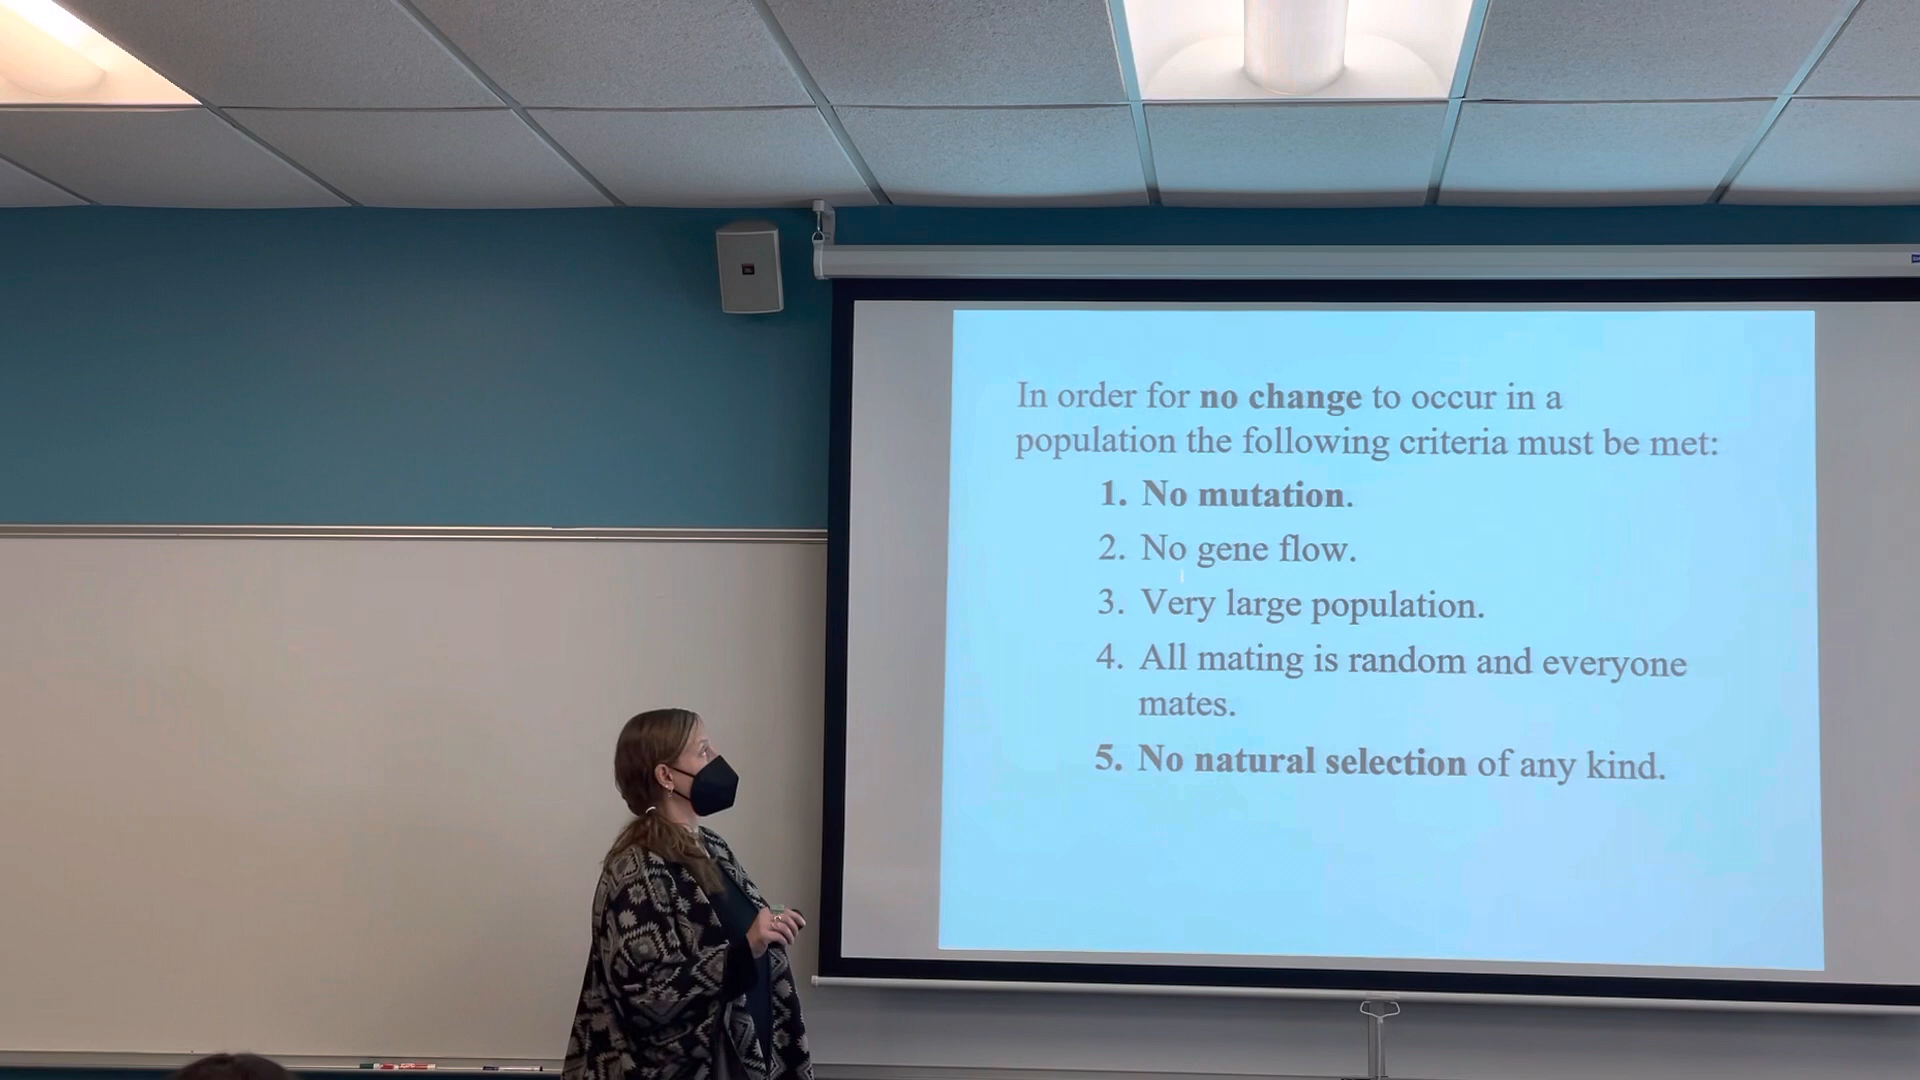 In order for no change to occur in a
population the following criteria must be met:
1. No mutation.
2. No gene flow.
3. Very large population.
4. All mating is random and everyone
mates.
5. No natural selection of any kind.